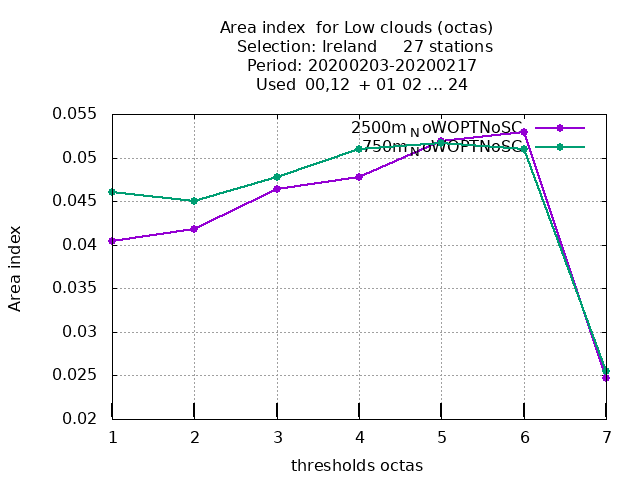 Area index  for Low clouds (octas)
Selection: Ireland     27 stations
Period: 20200203-20200217
Used  00,12  + 01 02 ... 24
0.055
0.05
0.045
0.04
0.035
0.03
0.025
0.02
Area index
2500m_NoWOPTNoSC
750m_NoWOPTNoSC
1 2 3 4 5 6 7
thresholds octas